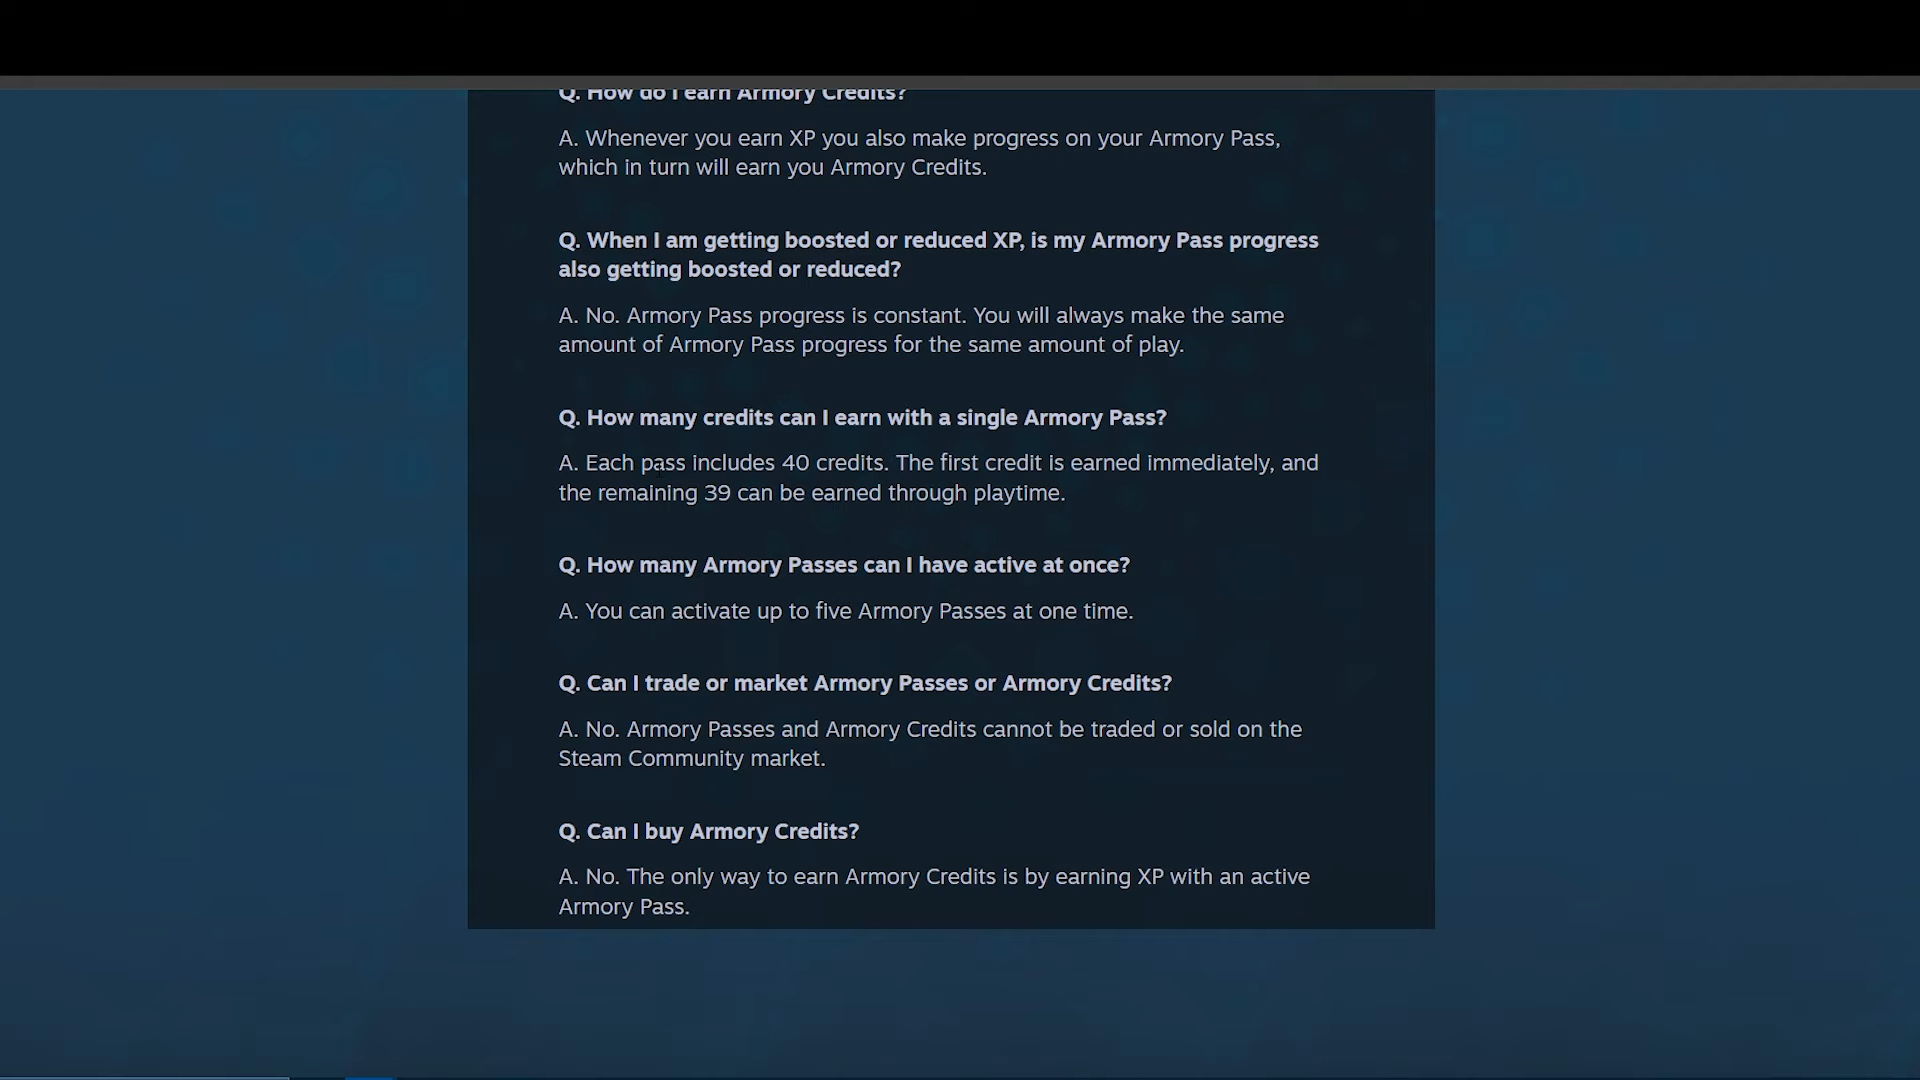 Q. How do I earn Armory Credits?
A. Whenever you earn XP you also make progress on your Armory Pass,
which in turn will earn you Armory Credits.
Q. When I am getting boosted or reduced XP, is my Armory Pass progress
also getting boosted or reduced?
A. No. Armory Pass progress is constant. You will always make the same
amount of Armory Pass progress for the same amount of play.
Q. How many credits can I earn with a single Armory Pass?
A. Each pass includes 40 credits. The first credit is earned immediately, and
the remaining 39 can be earned through playtime.
Q. How many Armory Passes can I have active at once?
A. You can activate up to five Armory Passes at one time.
Q. Can I trade or market Armory Passes or Armory Credits?
A. No. Armory Passes and Armory Credits cannot be traded or sold on the
Steam Community market.
Q. Can I buy Armory Credits?
A. No. The only way to earn Armory Credits is by earning XP with an active
Armory Pass.